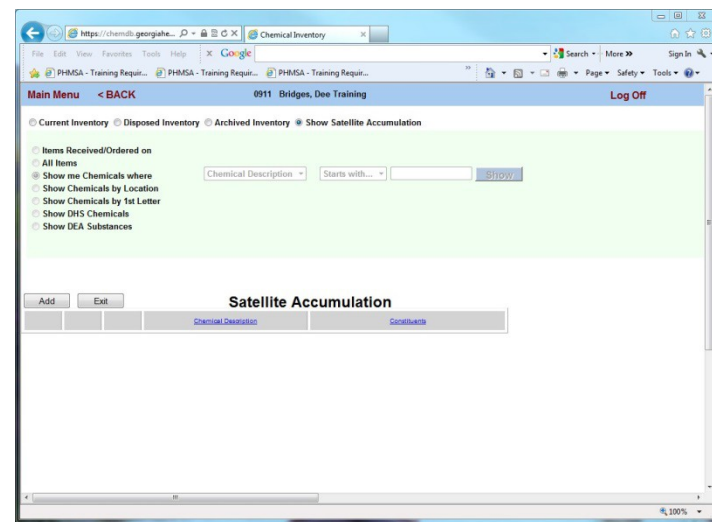 https://chemdb.georgiahe...
Chemical Inventory
File Edit View Favorites Tools Help x Google Search More » Sign In
PHMSA - Training Requir... PHMSA - Training Requir... PHMSA - Training Requir... » Page Safety Tools
Main Menu < BACK 0911 Bridges, Dee Training Log Off
Current Inventory Disposed Inventory Archived Inventory Show Satellite Accumulation
Items Received/Ordered on
All Items
Show me Chemicals where Chemical Description Starts with... Show
Show Chemicals by Location
Show Chemicals by 1st Letter
Show DHS Chemicals
Show DEA Substances
Add Exit Satellite Accumulation
Chemical Description Constituents
100%